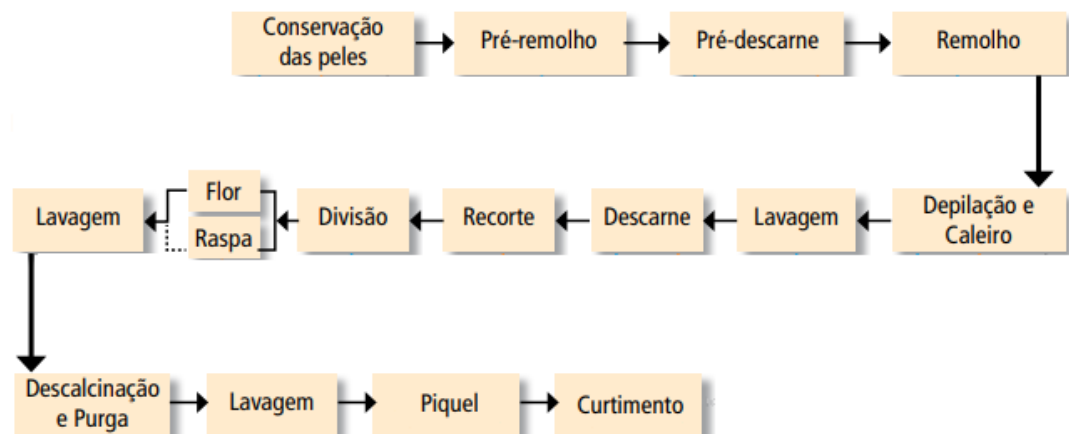 Conservação
das peles
Pré-remolho
Pré-descarne
Remolho
Depilação e
Caleiro
Lavagem
Descarne
Recorte
Divisão
Flor
Raspa
Lavagem
Descalcinação
e Purga
Lavagem
Piquel
Curtimento